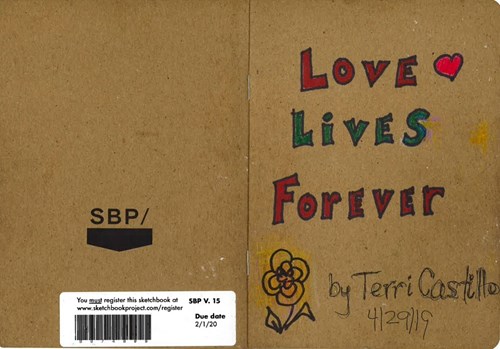 SBP/
You must register this sketchbook at
www.sketchbookproject.com/register
SBP V. 15
Due date
2/1/20
LOVE
LiVES
FOREVER
by Terri Castillo
4/29/19